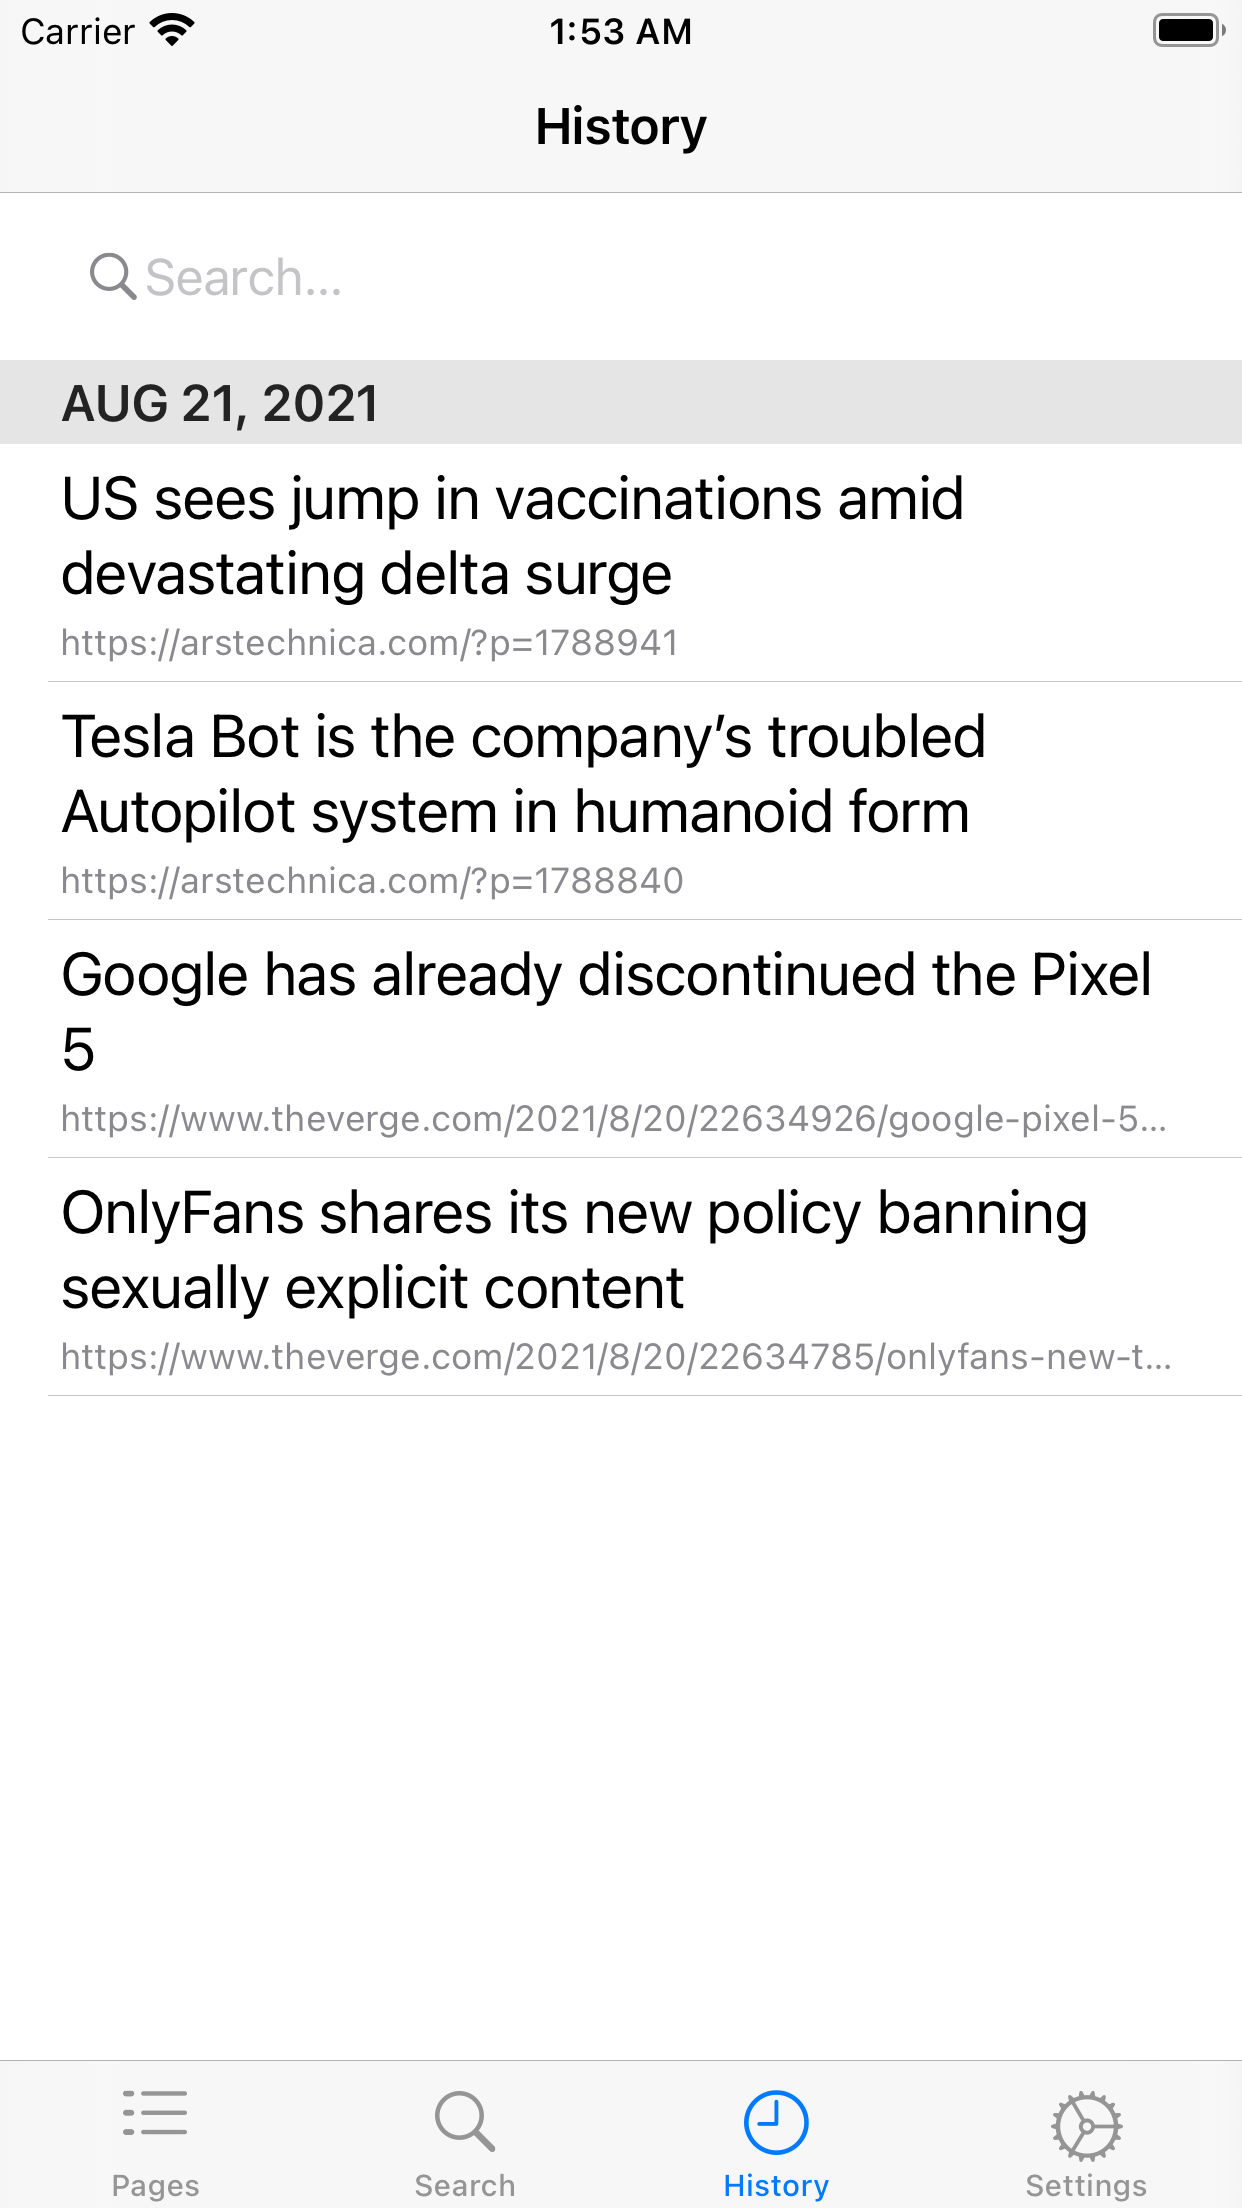 Carrier 1:53 AM
History
Search...
AUG 21, 2021
US sees jump in vaccinations amid
devastating delta surge
https://arstechnica.com/?p=1788941
Tesla Bot is the company’s troubled
Autopilot system in humanoid form
https://arstechnica.com/?p=1788840
Google has already discontinued the Pixel
5
https://www.theverge.com/2021/8/20/22634926/google-pixel-5...
OnlyFans shares its new policy banning
sexually explicit content
https://www.theverge.com/2021/8/20/22634785/onlyfans-new-t...
Pages Search History Settings